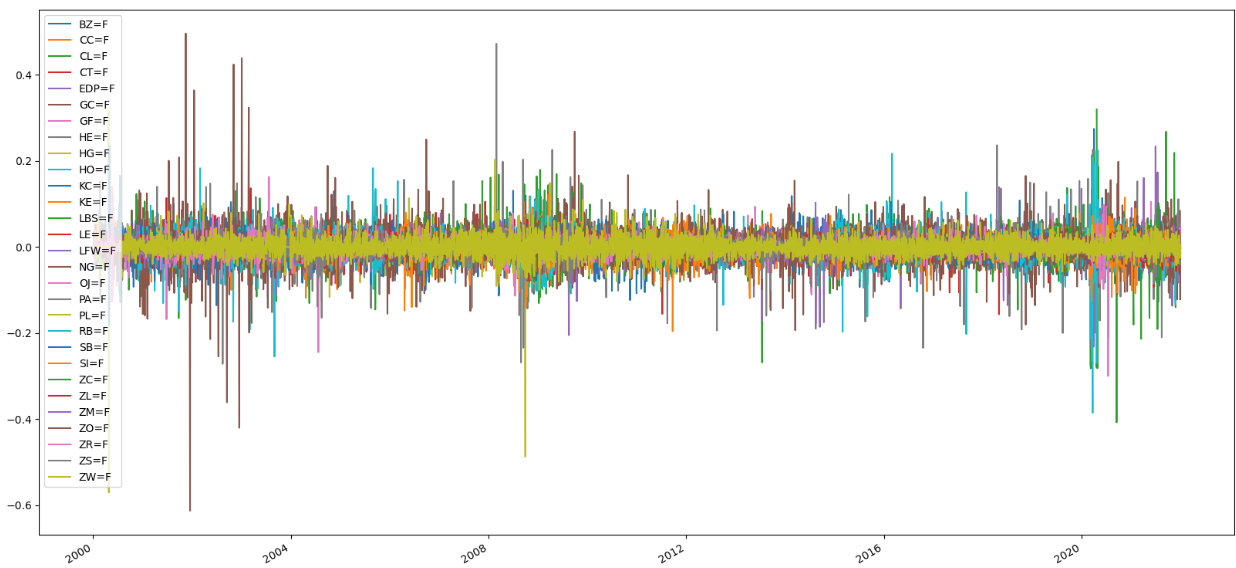 BZ=F
CC=F
CL=F
CT=F
EDP=F
GC=F
GF=F
HE=F
HG=F
HO=F
KC=F
KE=F
LBS=F
LE=F
LFW=F
NG=F
OJ=F
PA=F
PL=F
RB=F
SB=F
SI=F
ZC=F
ZL=F
ZM=F
ZO=F
ZR=F
ZS=F
ZW=F
0.4
0.2
0.0
−0.2
−0.4
−0.6
2000
2004
2008
2012
2016
2020